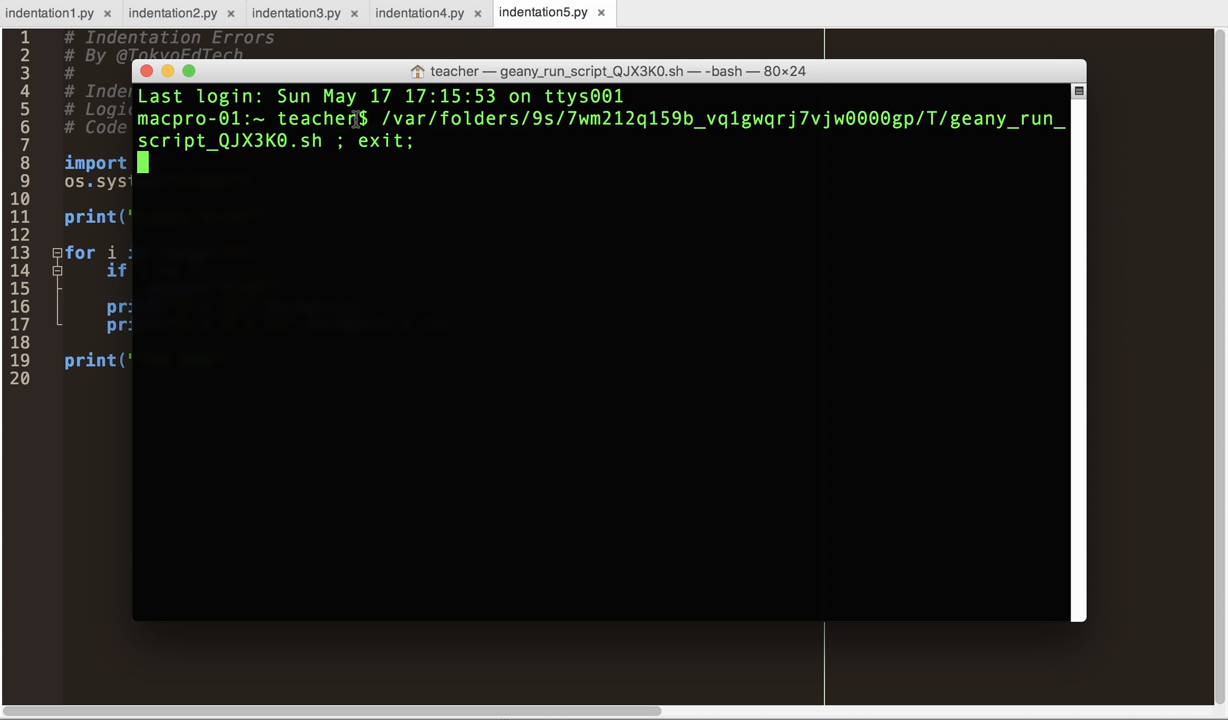 indentation1.py × indentation2.py × indentation3.py × indentation4.py × indentation5.py ×
1 # Indentation Errors
2 # By @TokyoEdTech
3 #
4 # Inden
5 # Logic
6 # Code
7
8 import
9 os.syst
10
11 print("
12
13 for i i
14 if
15
16 pri
17 pri
18
19 print("
20
teacher — geany_run_script_QJX3K0.sh — -bash — 80×24
Last login: Sun May 17 17:15:53 on ttys001
macpro-01:~ teacher$ /var/folders/9s/7wm212q159b_vq1gwqrj7vjw0000gp/T/geany_run_
script_QJX3K0.sh ; exit;